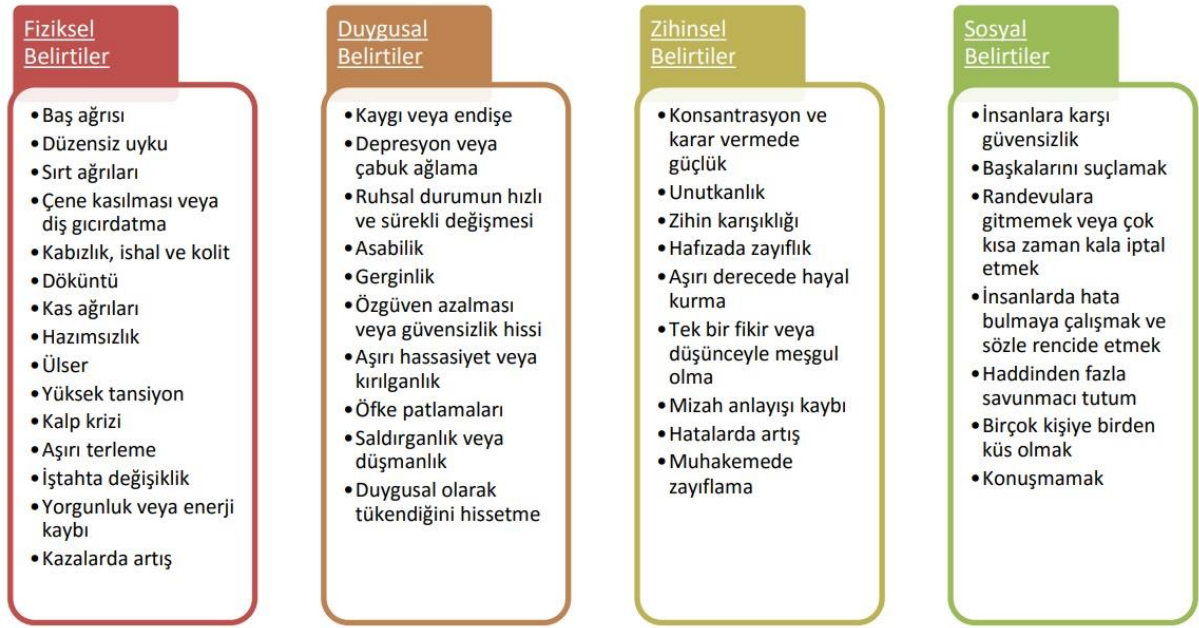 Fiziksel
Belirtiler
• Baş ağrısı
• Düzensiz uyku
• Sırt ağrıları
• Çene kasılması veya
diş gıcırdatma
• Kabızlık, ishal ve kolit
• Döküntü
• Kas ağrıları
• Hazımsızlık
• Ülser
• Yüksek tansiyon
• Kalp krizi
• Aşırı terleme
• İştahta değişiklik
• Yorgunluk veya enerji
kaybı
• Kazalarda artış
Duygusal
Belirtiler
• Kaygı veya endişe
• Depresyon veya
çabuk ağlama
• Ruhsal durumun hızlı
ve sürekli değişmesi
• Asabilik
• Gerginlik
• Özgüven azalması
veya güvensizlik hissi
• Aşırı hassasiyet veya
kırılganlık
• Öfke patlamaları
• Saldırganlık veya
düşmanlık
• Duygusal olarak
tükendiğini hissetme
Zihinsel
Belirtiler
• Konsantrasyon ve
karar vermede
güçlük
• Unutkanlık
• Zihin karışıklığı
• Hafızada zayıflık
• Aşırı derecede hayal
kurma
• Tek bir fikir veya
düşünceyle meşgul
olma
• Mizah anlayışı kaybı
• Hatalarda artış
• Muhakemede
zayıflama
Sosyal
Belirtiler
• İnsanlara karşı
güvensizlik
• Başkalarını suçlamak
• Randevulara
gitmemek veya çok
kısa zaman kala iptal
etmek
• İnsanlarda hata
bulmaya çalışmak ve
sözle rencide etmek
• Haddinden fazla
savunmacı tutum
• Birçok kişiye birden
küs olmak
• Konuşmamak